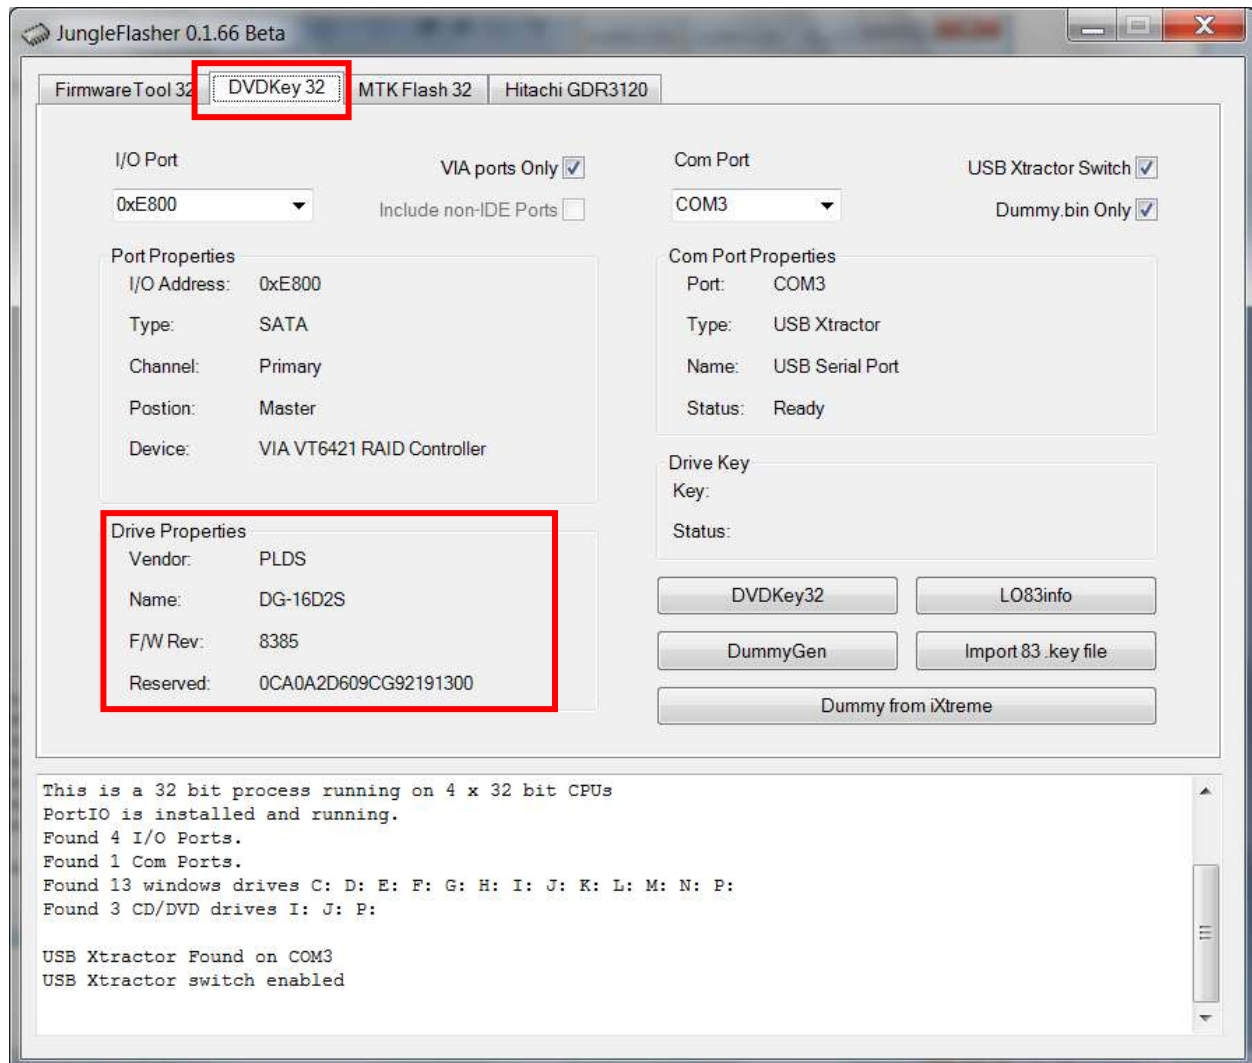 JungleFlasher 0.1.66 Beta
FirmwareTool 32 DVDKey 32 MTK Flash 32 Hitachi GDR3120
I/O Port
VIA ports Only
0xE800
Include non-IDE Ports
Com Port
USB Xtractor Switch
COM3
Dummy.bin Only
Port Properties
I/O Address: 0xE800
Type: SATA
Channel: Primary
Postion: Master
Device: VIA VT6421 RAID Controller
Com Port Properties
Port: COM3
Type: USB Xtractor
Name: USB Serial Port
Status: Ready
Drive Key
Key:
Status:
Drive Properties
Vendor: PLDS
Name: DG-16D2S
F/W Rev: 8385
Reserved: 0CA0A2D609CG92191300
DVDKey32 LO83info
DummyGen Import 83 .key file
Dummy from iXtreme
This is a 32 bit process running on 4 x 32 bit CPUs
PortIO is installed and running.
Found 4 I/O Ports.
Found 1 Com Ports.
Found 13 windows drives C: D: E: F: G: H: I: J: K: L: M: N: P:
Found 3 CD/DVD drives I: J: P:
USB Xtractor Found on COM3
USB Xtractor switch enabled